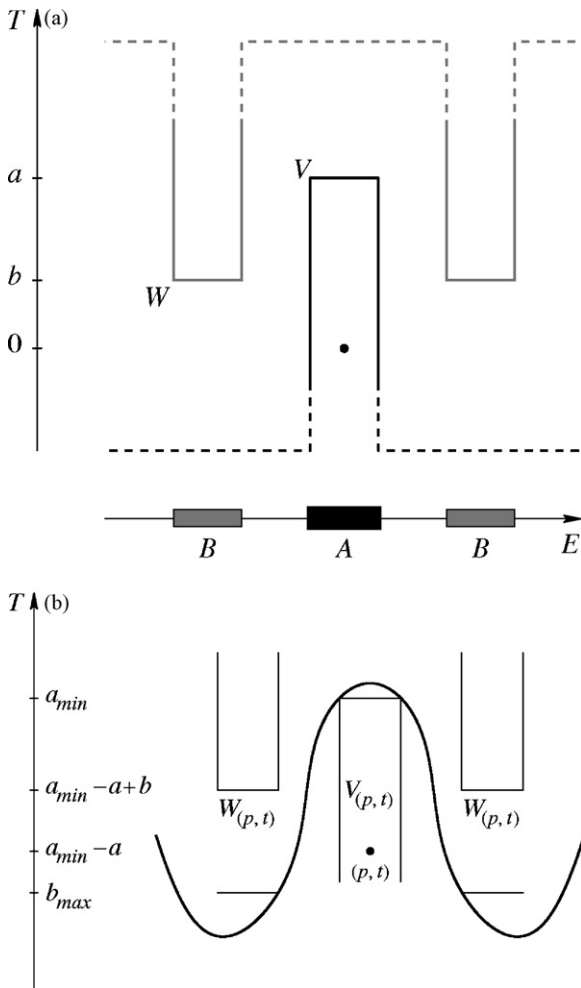 T (a)
a
V
b
W
0
B A B E
T (b)
a_min
a_min − a + b
W_(p, t) V_(p, t) W_(p, t)
a_min − a
(p, t)
b_max